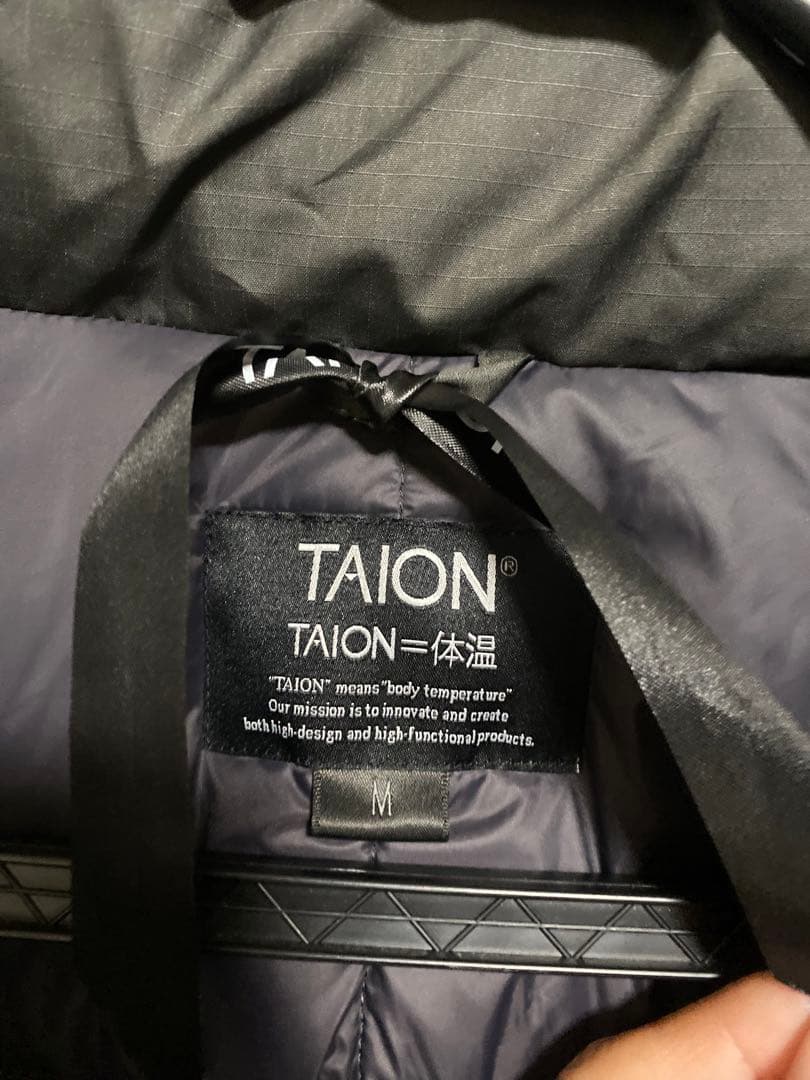 TAION®
TAION=体温
"TAION" means "body temperature"
Our mission is to innovate and create
both high-design and high-functional products.
M